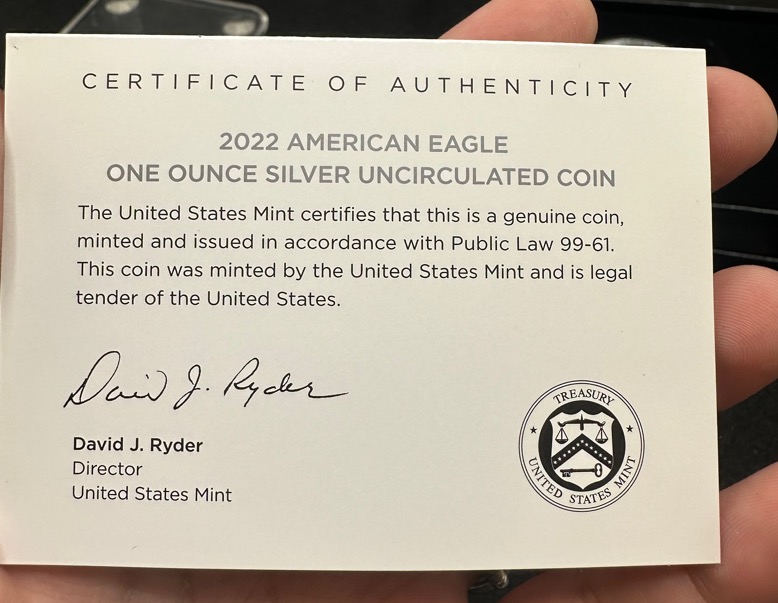 CERTIFICATE OF AUTHENTICITY
2022 AMERICAN EAGLE
ONE OUNCE SILVER UNCIRCULATED COIN
The United States Mint certifies that this is a genuine coin,
minted and issued in accordance with Public Law 99-61.
This coin was minted by the United States Mint and is legal
tender of the United States.
David J. Ryder
David J. Ryder
Director
United States Mint
TREASURY
UNITED STATES MINT